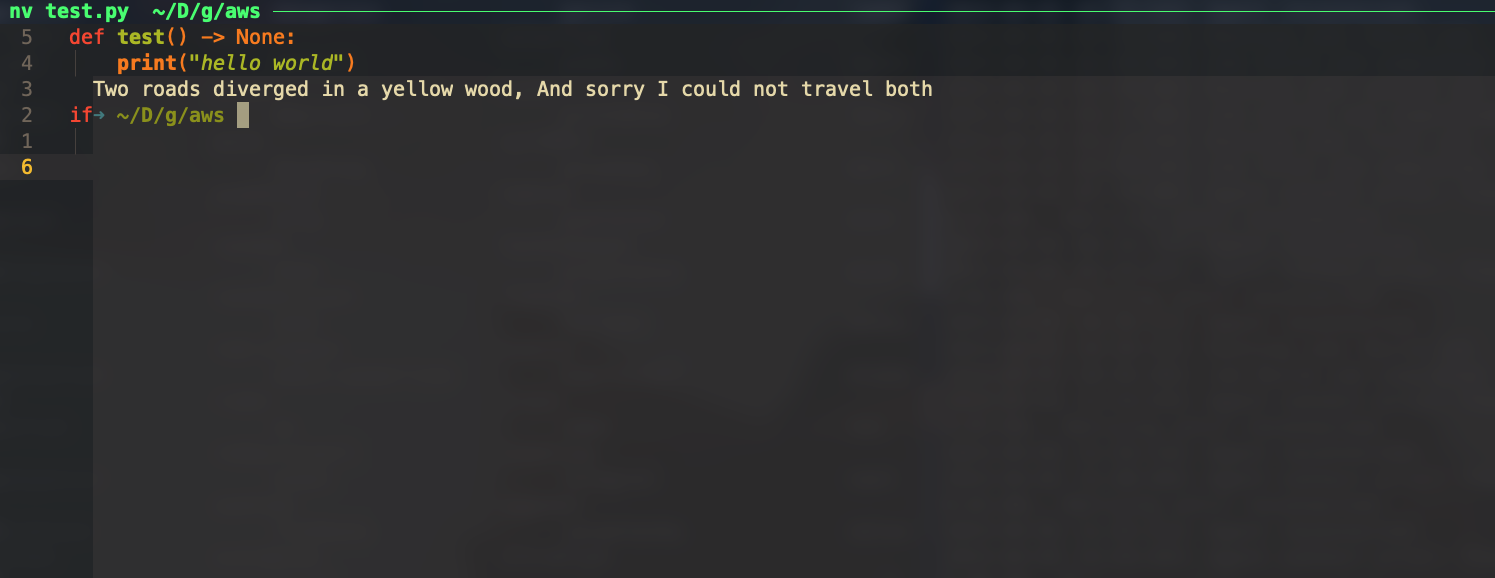 nv test.py ~/D/g/aws
5 def test() -> None:
4 print("hello world")
3 Two roads diverged in a yellow wood, And sorry I could not travel both
2 if→ ~/D/g/aws
1
6